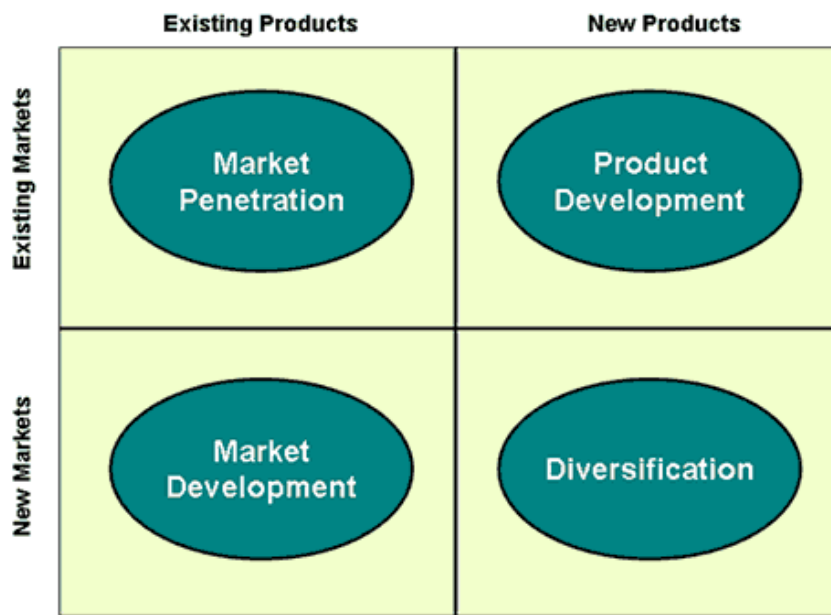 Existing Products
New Products
Existing Markets
Market
Penetration
Product
Development
New Markets
Market
Development
Diversification